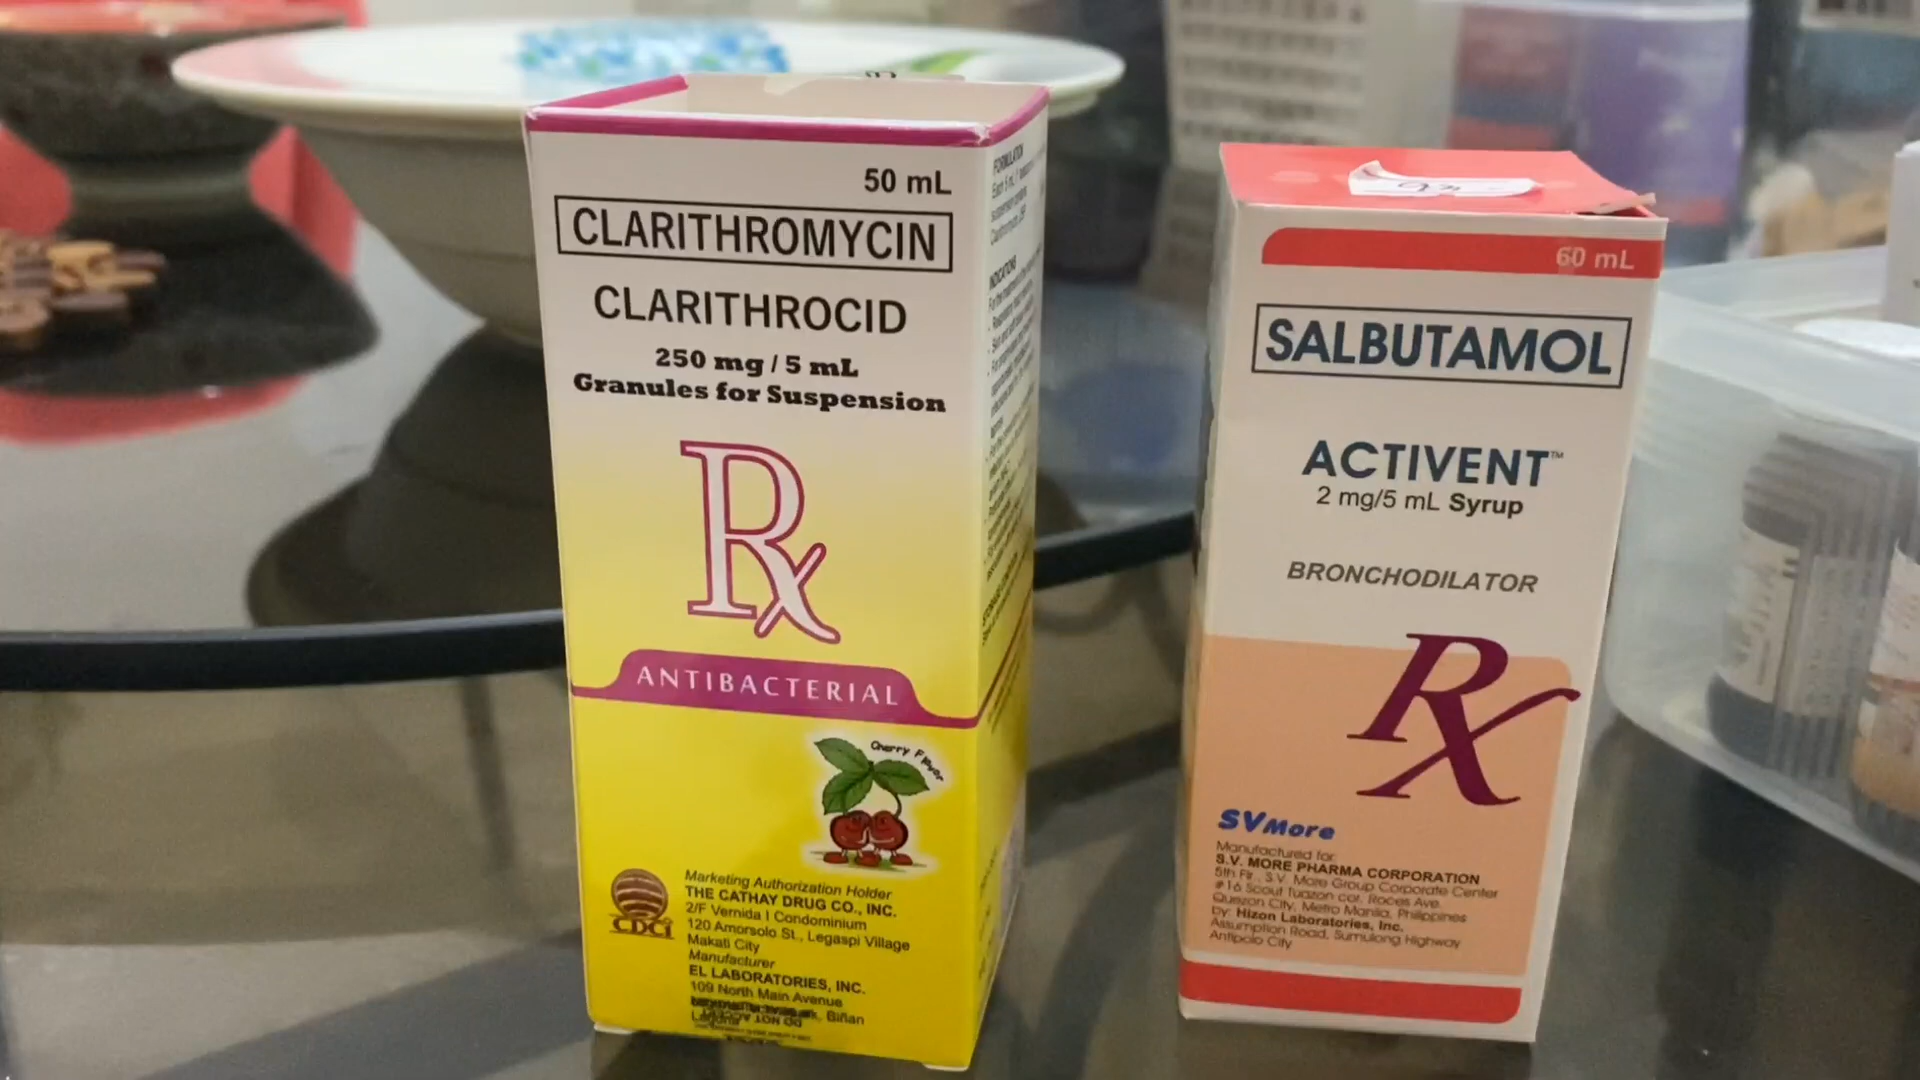 50 mL
CLARITHROMYCIN
CLARITHROCID
250 mg / 5 mL
Granules for Suspension
Rx
ANTIBACTERIAL
Cherry Flavor
CDCi
Marketing Authorization Holder
THE CATHAY DRUG CO., INC.
2/F Vernida I Condominium
120 Amorsolo St., Legaspi Village
Makati City
Manufacturer
EL LABORATORIES, INC.
109 North Main Avenue
Biñan
Laguna
FORMULATION
INDICATIONS
60 mL
SALBUTAMOL
ACTIVENT™
2 mg/5 mL Syrup
BRONCHODILATOR
Rx
SVMore
Manufactured for:
S.V. MORE PHARMA CORPORATION
5th Flr., S.V. More Group Corporate Center
#16 Scout Tuazon cor. Roces Ave.
Quezon City, Metro Manila, Philippines
by: Hizon Laboratories, Inc.
Assumption Road, Sumulong Highway
Antipolo City